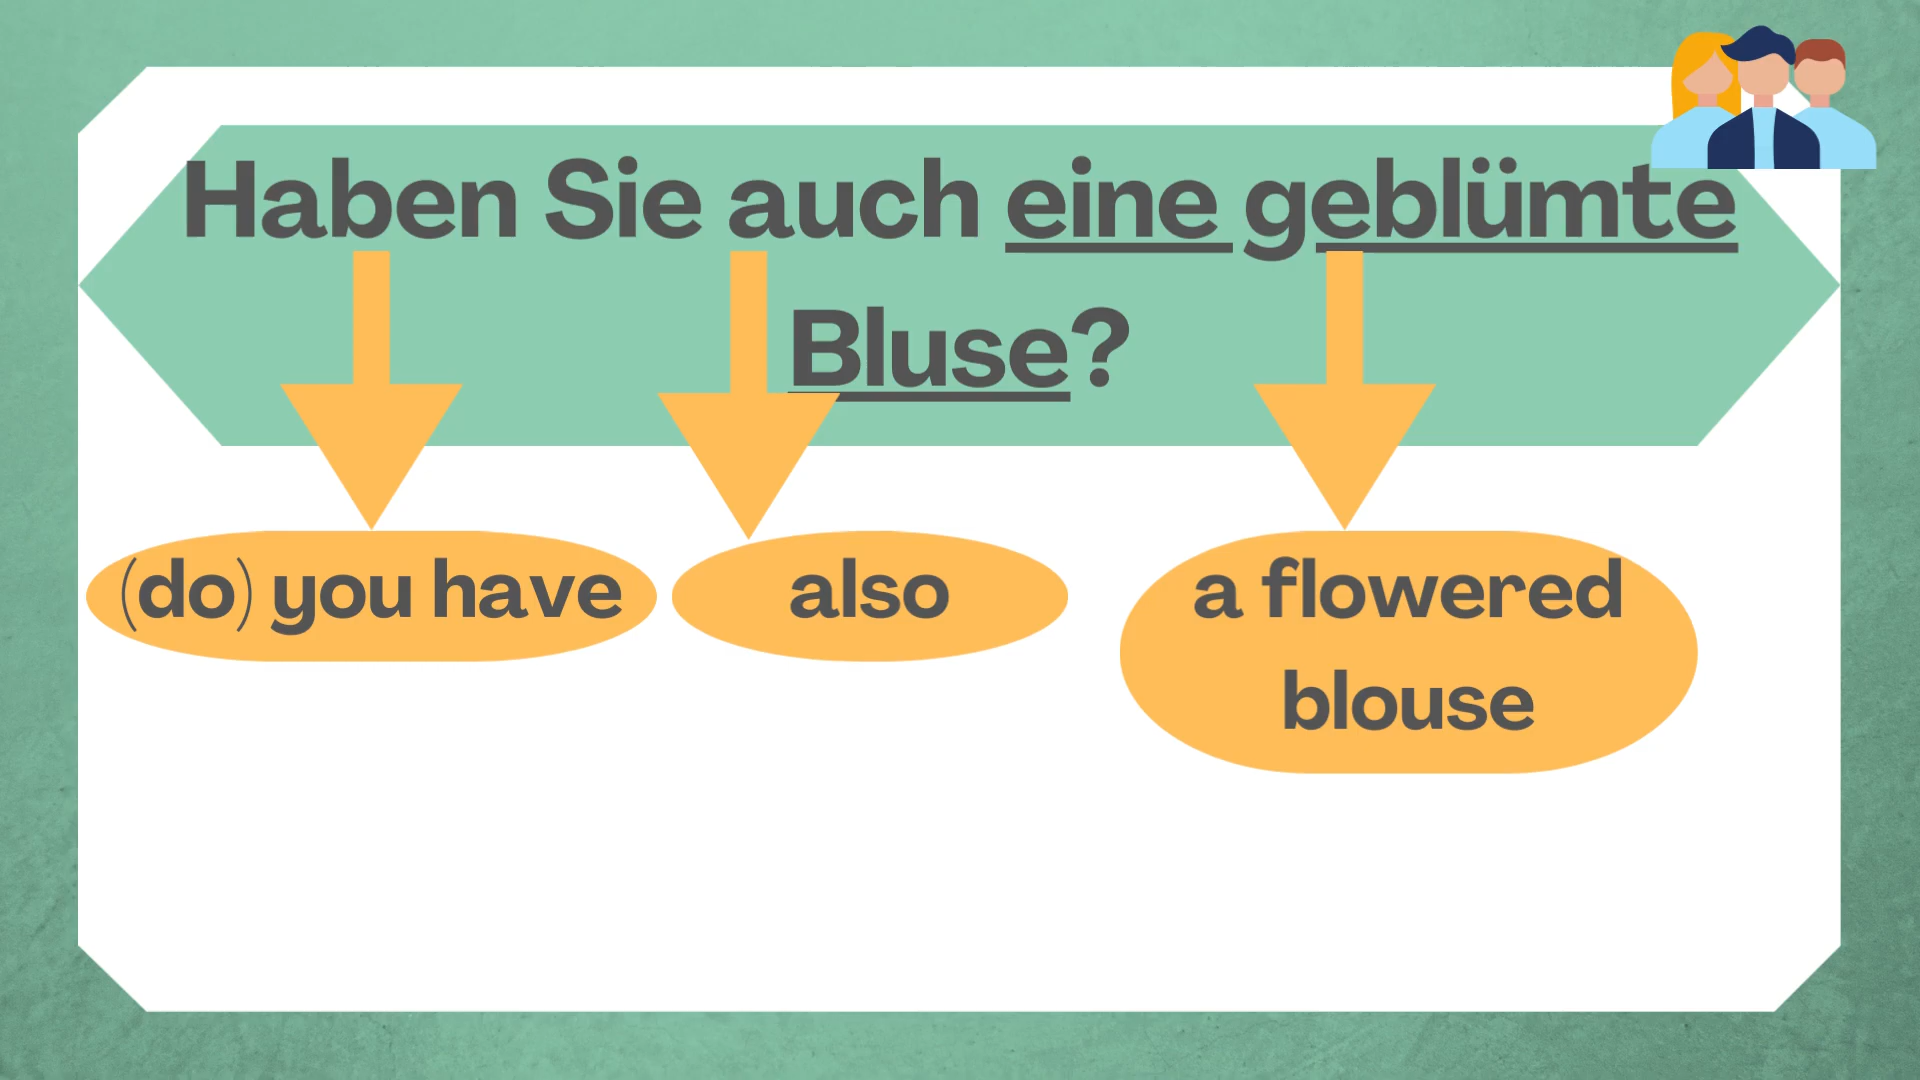 Haben Sie auch eine geblümte
Bluse?
(do) you have
also
a flowered
blouse